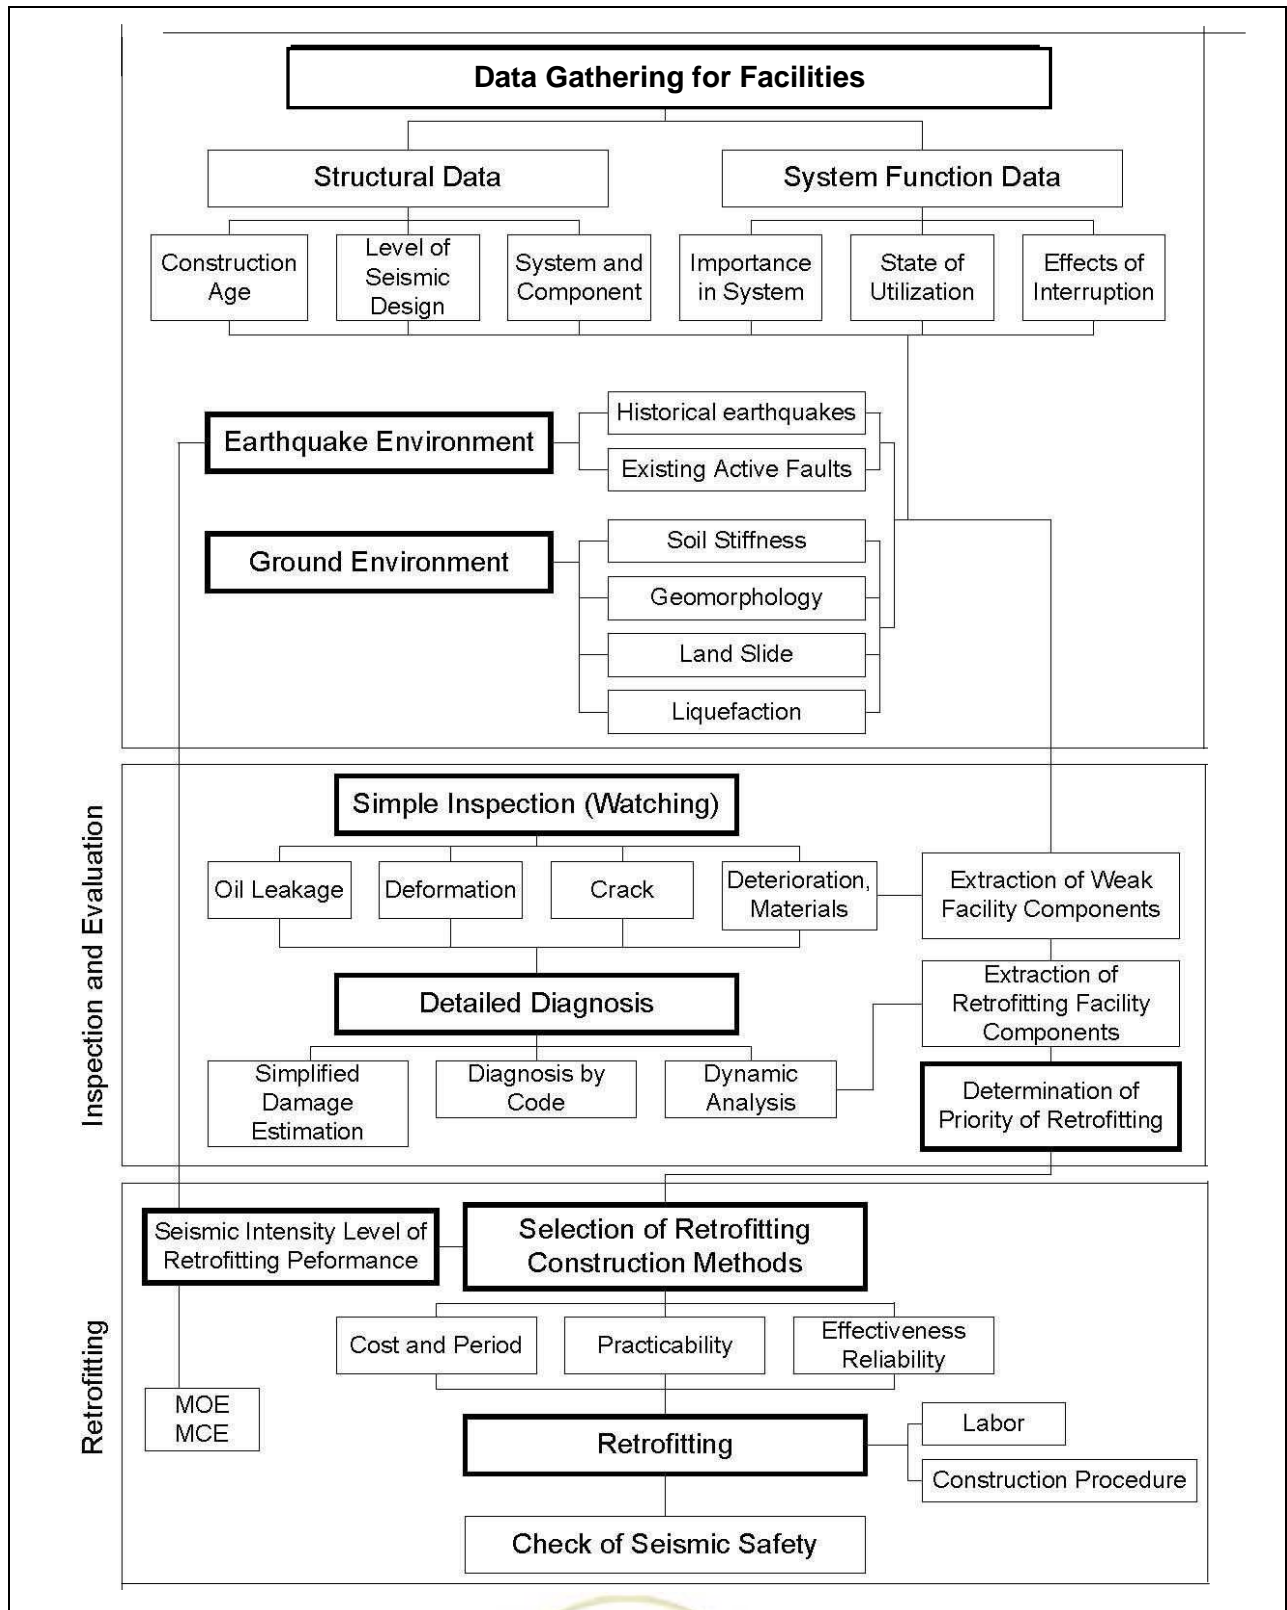 Data Gathering for Facilities
Structural Data
System Function Data
Construction
Age
Level of
Seismic
Design
System and
Component
Importance
in System
State of
Utilization
Effects of
Interruption
Historical earthquakes
Earthquake Environment
Existing Active Faults
Soil Stiffness
Ground Environment
Geomorphology
Land Slide
Liquefaction
Inspection and Evaluation
Simple Inspection (Watching)
Oil Leakage
Deformation
Crack
Deterioration,
Materials
Extraction of Weak
Facility Components
Detailed Diagnosis
Extraction of
Retrofitting Facility
Components
Simplified
Damage
Estimation
Diagnosis by
Code
Dynamic
Analysis
Determination of
Priority of Retrofitting
Retrofitting
Seismic Intensity Level of
Retrofitting Peformance
Selection of Retrofitting
Construction Methods
Cost and Period
Practicability
Effectiveness
Reliability
MOE
MCE
Retrofitting
Labor
Construction Procedure
Check of Seismic Safety